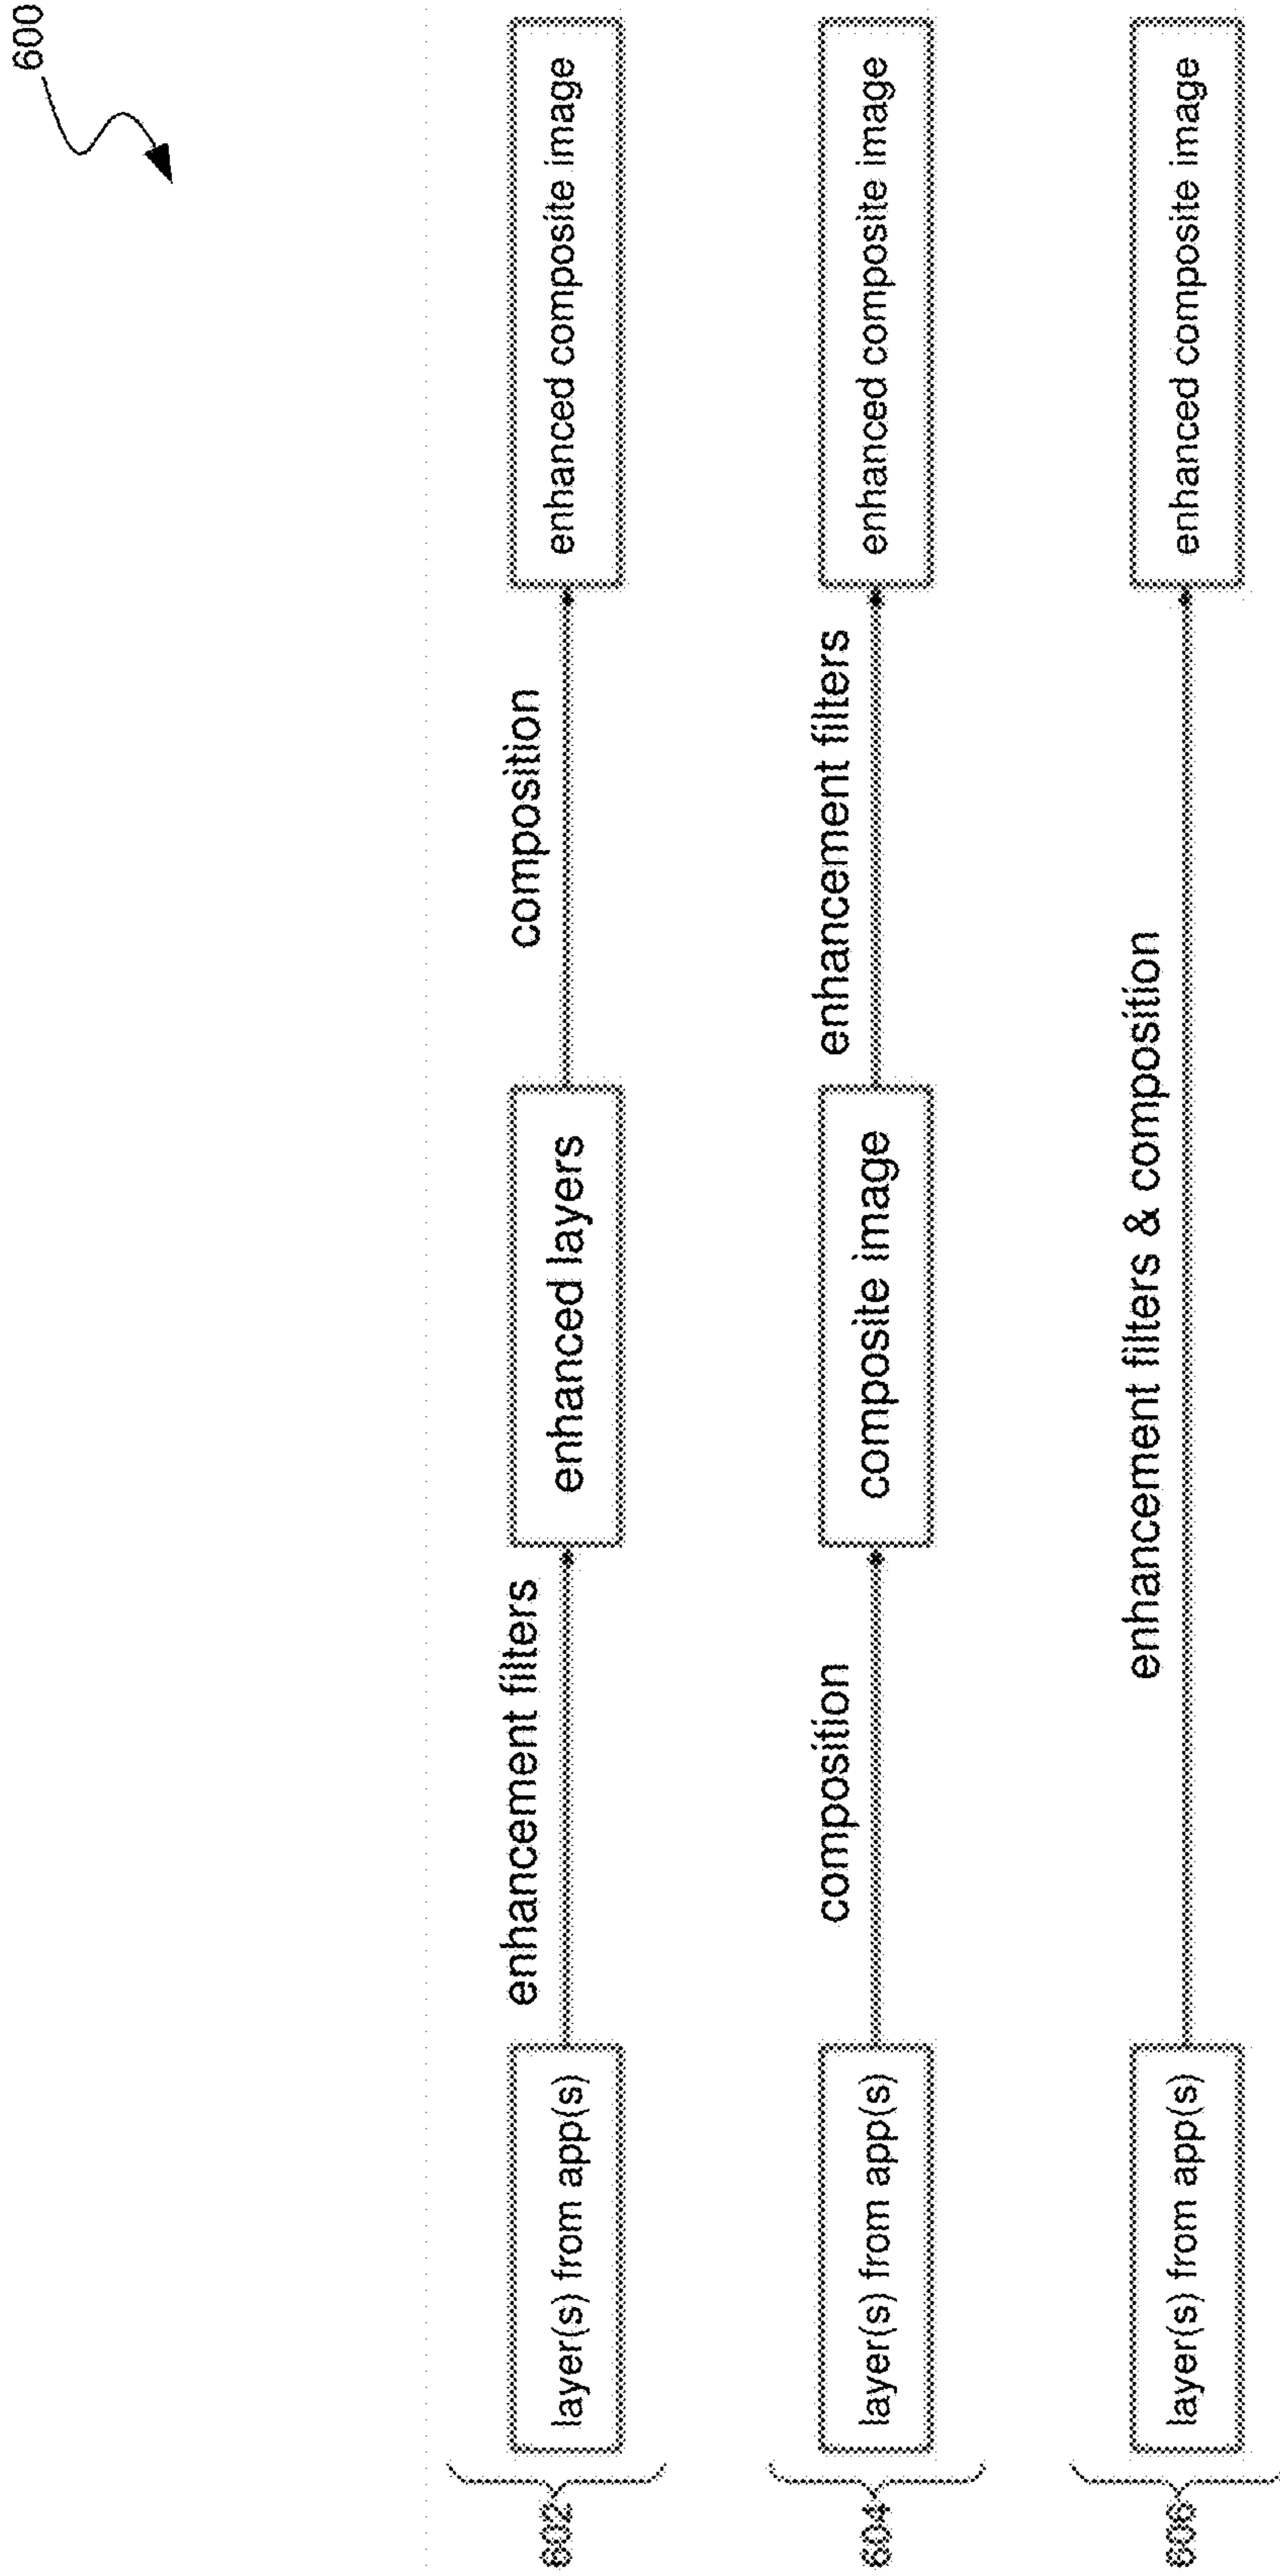 600
602
layer(s) from app(s)
enhancement filters
enhanced layers
composition
enhanced composite image
604
layer(s) from app(s)
composition
composite image
enhancement filters
enhanced composite image
606
layer(s) from app(s)
enhancement filters & composition
enhanced composite image